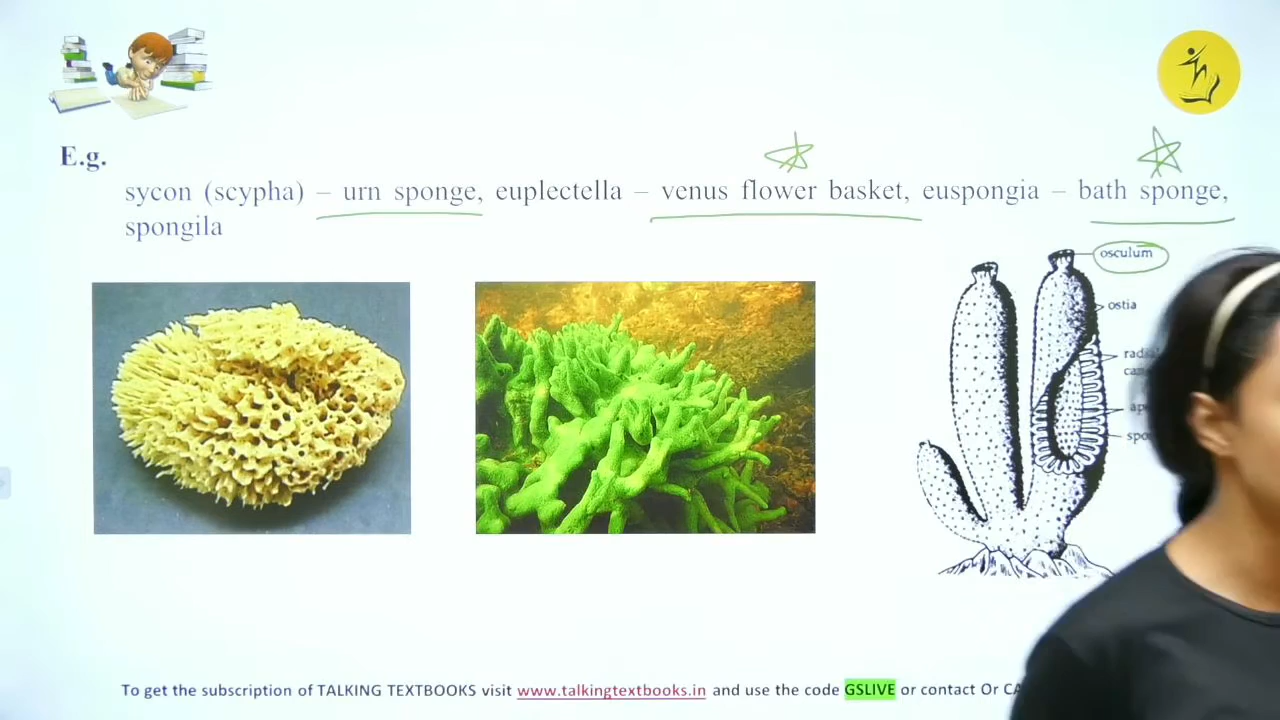 E.g.
sycon (scypha) – urn sponge, euplectella – venus flower basket, euspongia – bath sponge,
spongila
osculum
ostia
To get the subscription of TALKING TEXTBOOKS visit www.talkingtextbooks.in and use the code GSLIVE or contact Or